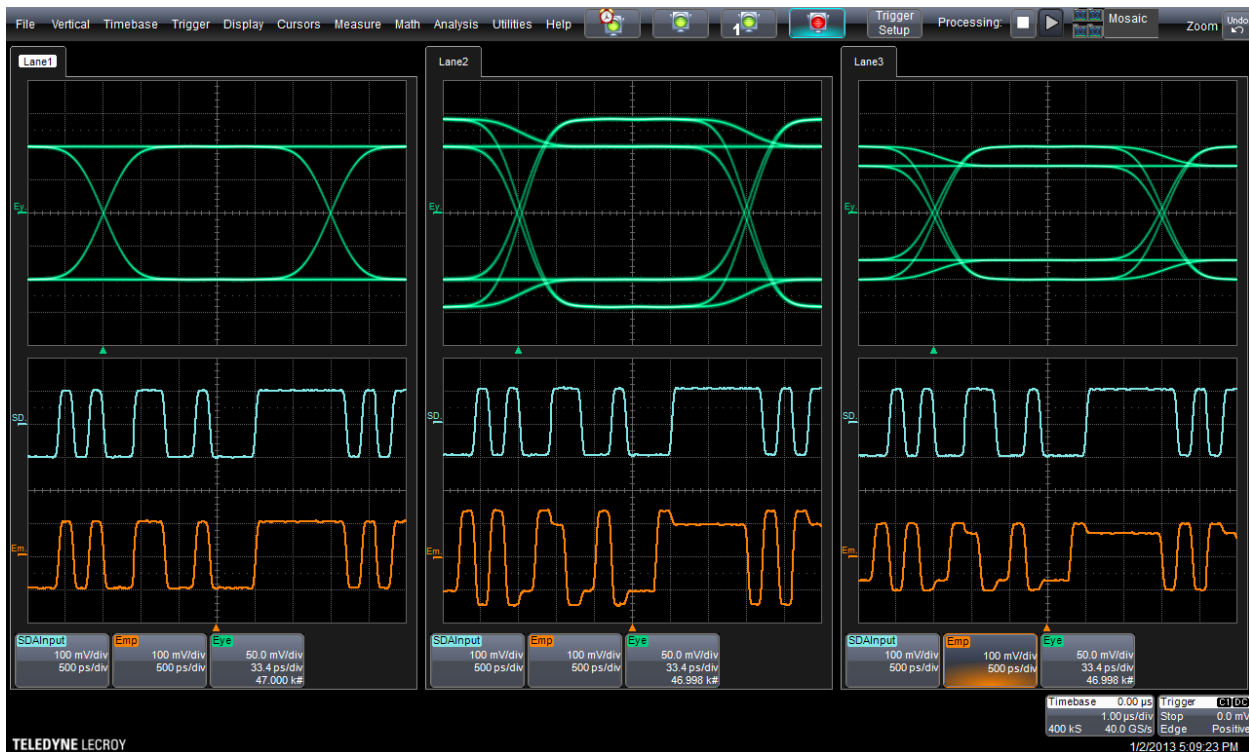 File Vertical Timebase Trigger Display Cursors Measure Math Analysis Utilities Help 1 Trigger Setup Processing: Mosaic Zoom Undo
Lane1
Ey.
SD.
Em.
SDAInput
100 mV/div
500 ps/div
Emp
100 mV/div
500 ps/div
Eye
50.0 mV/div
33.4 ps/div
47.000 k#
Lane2
Ey.
SD.
Em.
SDAInput
100 mV/div
500 ps/div
Emp
100 mV/div
500 ps/div
Eye
50.0 mV/div
33.4 ps/div
46.998 k#
Lane3
Ey.
SD.
Em.
SDAInput
100 mV/div
500 ps/div
Emp
100 mV/div
500 ps/div
Eye
50.0 mV/div
33.4 ps/div
46.998 k#
Timebase 0.00 µs
1.00 µs/div
400 kS 40.0 GS/s
Trigger C1 DC
Stop 0.0 mV
Edge Positive
TELEDYNE LECROY
1/2/2013 5:09:23 PM